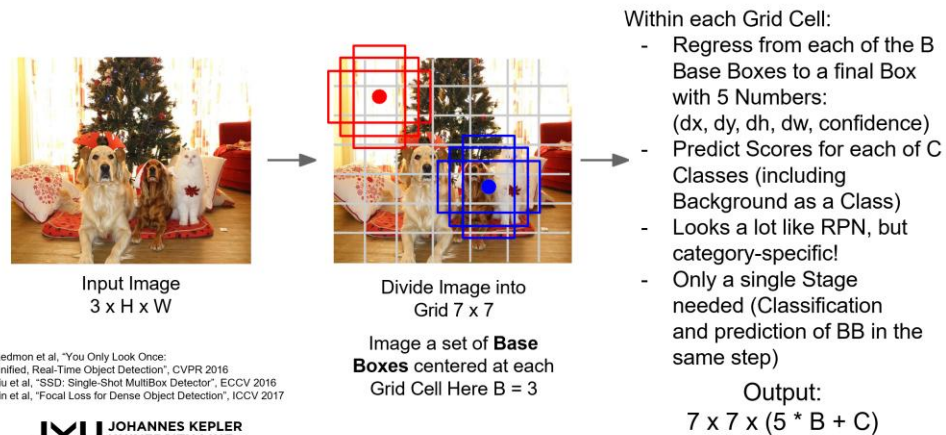 Input Image
3 x H x W
Divide Image into
Grid 7 x 7
Image a set of Base
Boxes centered at each
Grid Cell Here B = 3
Within each Grid Cell:
- Regress from each of the B
Base Boxes to a final Box
with 5 Numbers:
(dx, dy, dh, dw, confidence)
- Predict Scores for each of C
Classes (including
Background as a Class)
- Looks a lot like RPN, but
category-specific!
- Only a single Stage
needed (Classification
and prediction of BB in the
same step)
Output:
7 x 7 x (5 * B + C)
edmon et al, “You Only Look Once:
nified, Real-Time Object Detection”, CVPR 2016
iu et al, “SSD: Single-Shot MultiBox Detector”, ECCV 2016
in et al, “Focal Loss for Dense Object Detection”, ICCV 2017
JOHANNES KEPLER